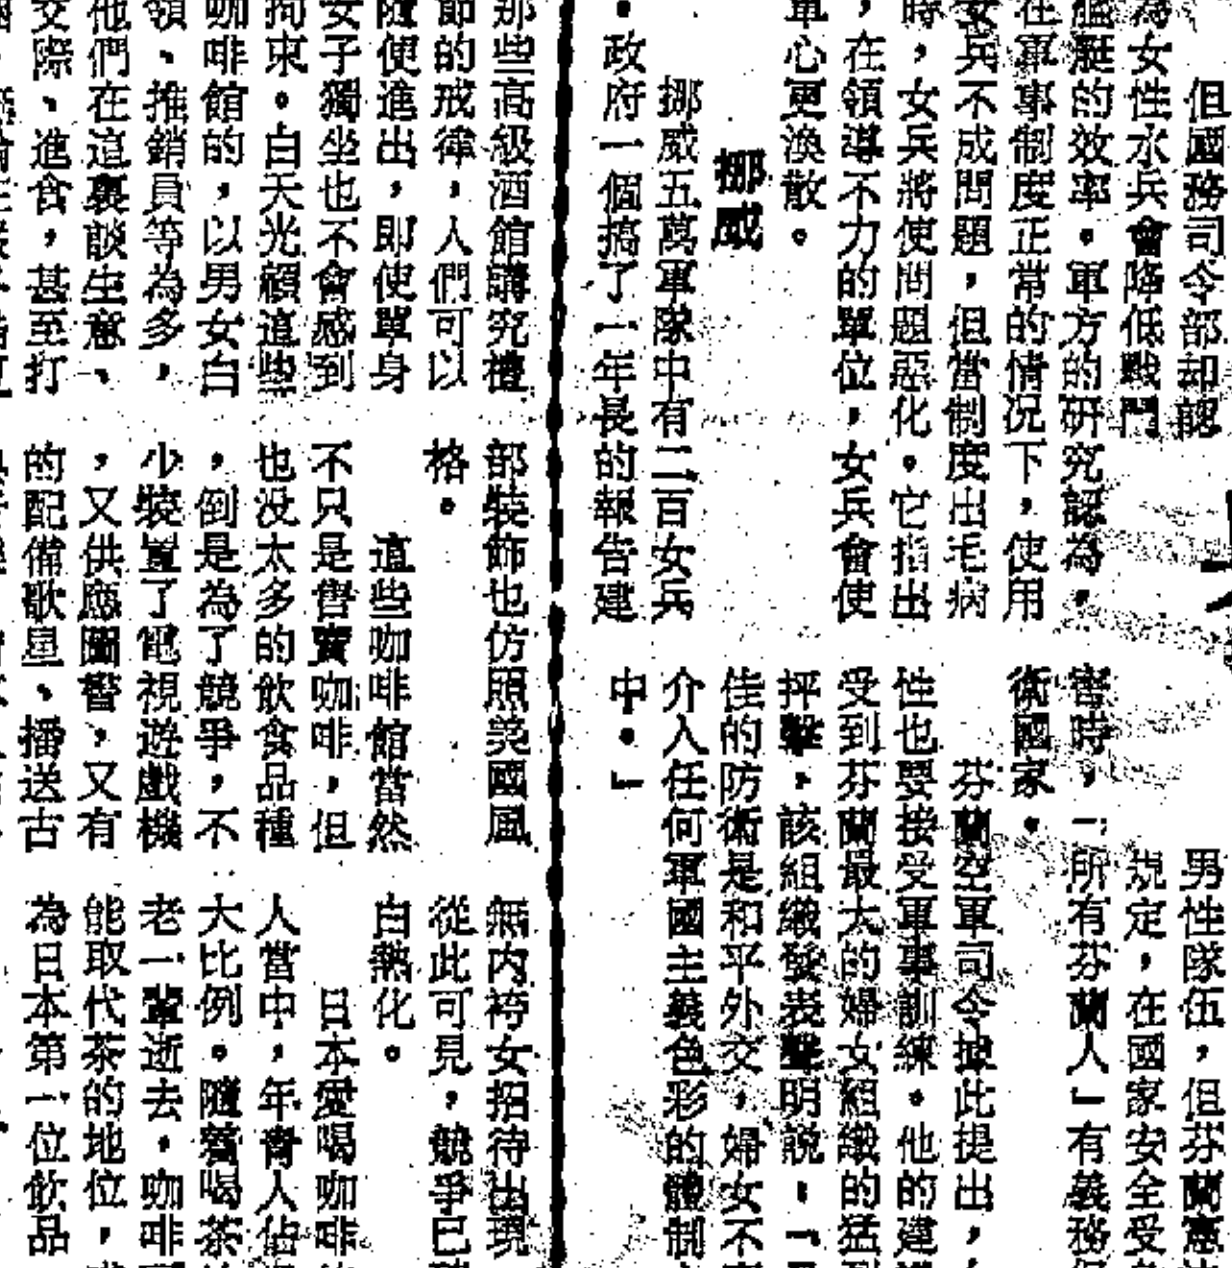 但國務司令部却認
為女性水兵會降低戰鬥
艦艇的效率。軍方的研究認為，
在軍事制度正常的情況下，使用
女兵不成問題，但當制度出毛病
時，女兵將使問題惡化。它指出
，在領導不力的單位，女兵會使
軍心更渙散。
挪威
挪威五萬軍隊中有二百女兵
。政府一個搞了一年長的報告建
男性隊伍，但芬蘭憲
規定，在國家安全受
害時，「所有芬蘭人」有義務
衛國家。
芬蘭空軍司令據此提出，
性也要接受軍事訓練。他的建
受到芬蘭最大的婦女組織的猛烈
抨擊，該組織發表聲明說：「
佳的防衛是和平外交，婦女不
介入任何軍國主義色彩的體制
中。」
那些高級酒館講究禮
節的戒律，人們可以
隨便進出，即使單身
女子獨坐也不會感到
拘束。白天光顧這些
咖啡館的，以男女白
領、推銷員等為多，
他們在這裏談生意、
交際、進食，甚至打
部裝飾也仿照美國風
格。
這些咖啡館當然
不只是售賣咖啡，但
也没太多的飲食品種
，倒是為了競爭，不
少裝置了電視遊戲機
，又供應圖書，又有
的配備歌星、播送古
無内袴女招待出現
從此可見，競爭已
白熱化。
日本愛喝咖啡
人當中，年青人佔
大比例。隨着喝茶
老一輩逝去，咖啡
能取代茶的地位，
為日本第一位飲品